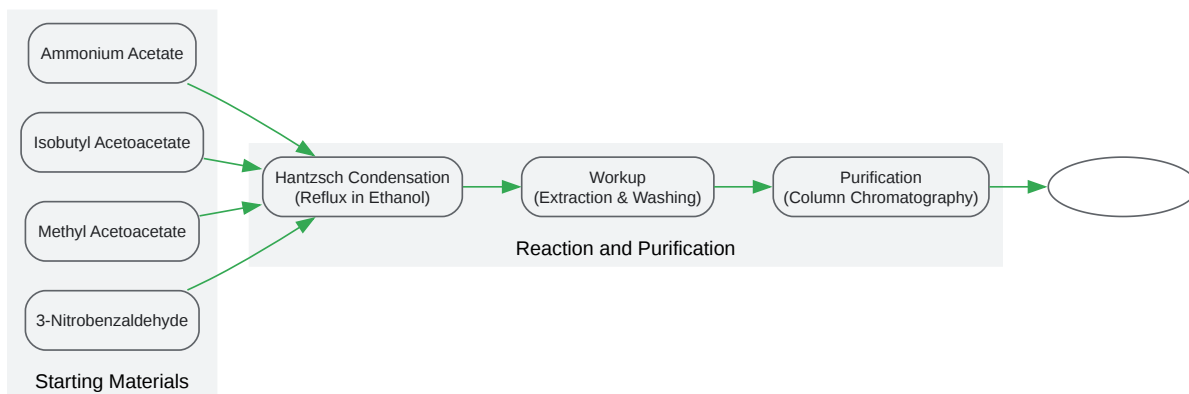 Ammonium Acetate
Isobutyl Acetoacetate
Methyl Acetoacetate
3-Nitrobenzaldehyde
Starting Materials
Hantzsch Condensation
(Reflux in Ethanol)
Workup
(Extraction & Washing)
Purification
(Column Chromatography)
Reaction and Purification